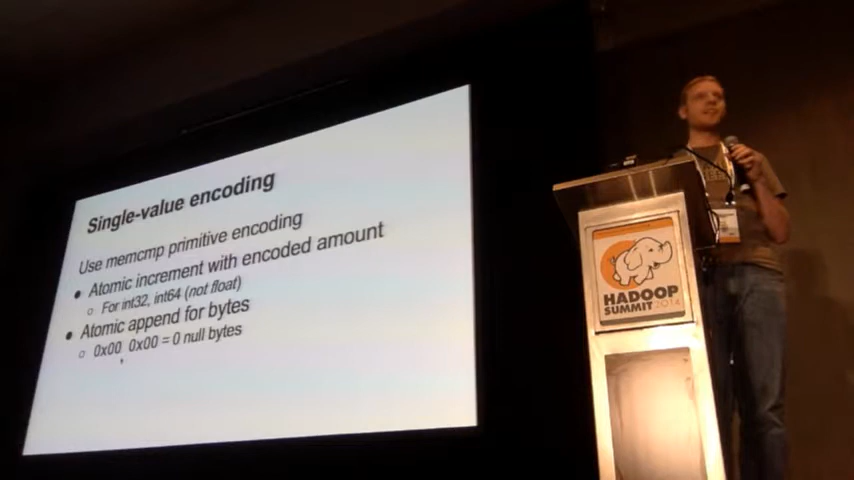 Single-value encoding
Use memcmp primitive encoding
● Atomic increment with encoded amount
○ For int32, int64 (not float)
● Atomic append for bytes
○ 0x00, 0x00 = 0 null bytes
HADOOP
SUMMIT 2014